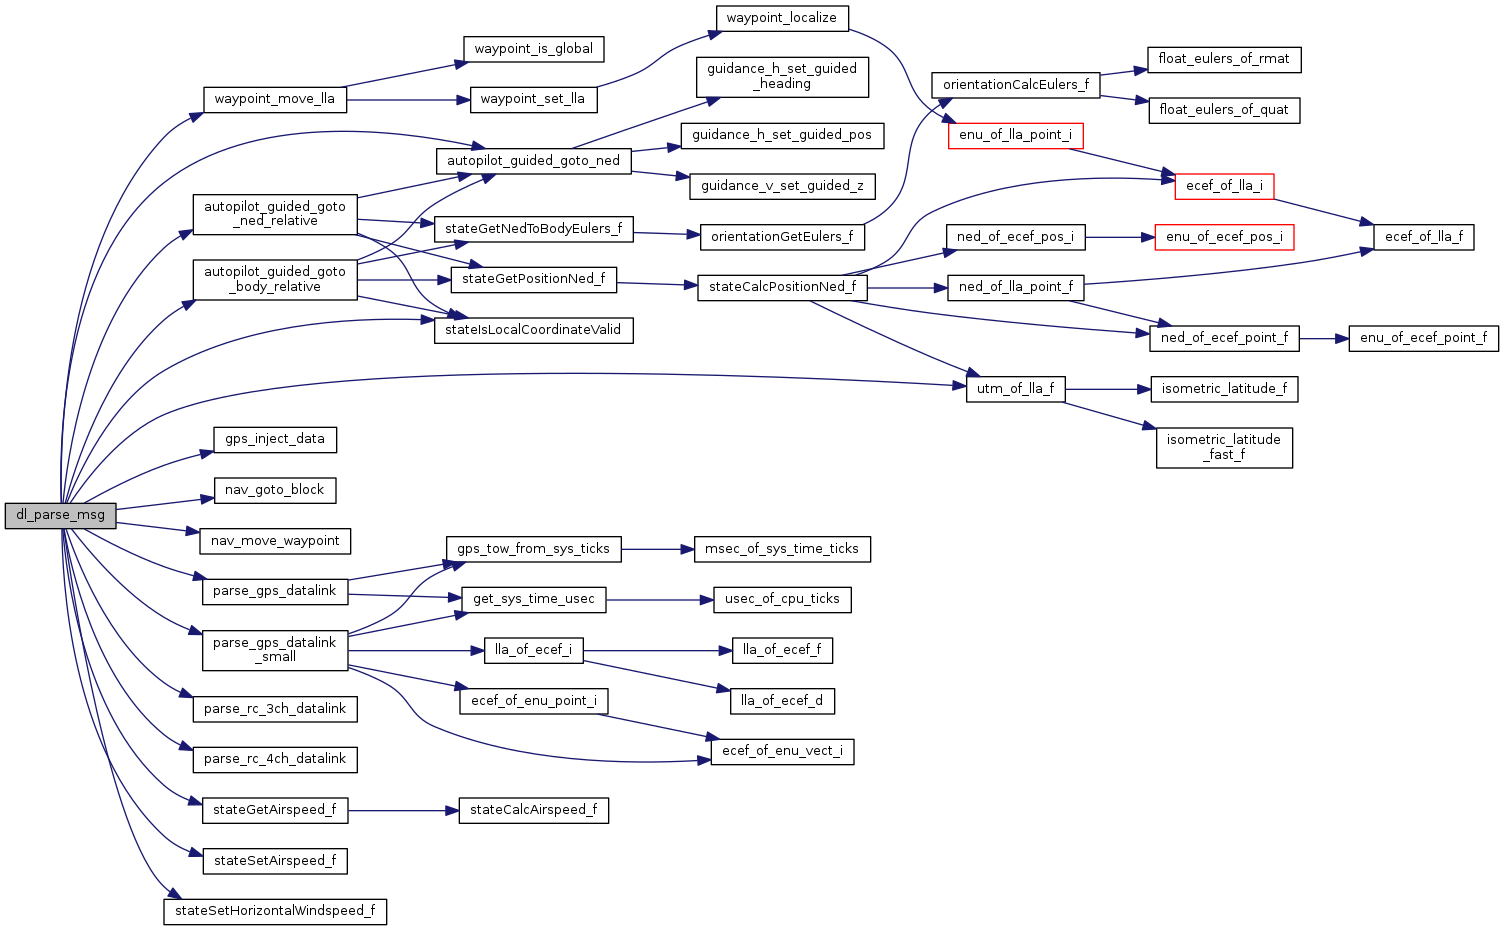 waypoint_localize
waypoint_is_global
guidance_h_set_guided
_heading
float_eulers_of_rmat
orientationCalcEulers_f
waypoint_move_lla
waypoint_set_lla
float_eulers_of_quat
enu_of_lla_point_i
guidance_h_set_guided_pos
autopilot_guided_goto_ned
guidance_v_set_guided_z
ecef_of_lla_i
autopilot_guided_goto
_ned_relative
stateGetNedToBodyEulers_f
orientationGetEulers_f
ned_of_ecef_pos_i
enu_of_ecef_pos_i
ecef_of_lla_f
autopilot_guided_goto
_body_relative
stateGetPositionNed_f
stateCalcPositionNed_f
ned_of_lla_point_f
stateIsLocalCoordinateValid
ned_of_ecef_point_f
enu_of_ecef_point_f
utm_of_lla_f
isometric_latitude_f
gps_inject_data
isometric_latitude
_fast_f
nav_goto_block
dl_parse_msg
nav_move_waypoint
gps_tow_from_sys_ticks
msec_of_sys_time_ticks
parse_gps_datalink
get_sys_time_usec
usec_of_cpu_ticks
parse_gps_datalink
_small
lla_of_ecef_i
lla_of_ecef_f
ecef_of_enu_point_i
lla_of_ecef_d
parse_rc_3ch_datalink
ecef_of_enu_vect_i
parse_rc_4ch_datalink
stateGetAirspeed_f
stateCalcAirspeed_f
stateSetAirspeed_f
stateSetHorizontalWindspeed_f